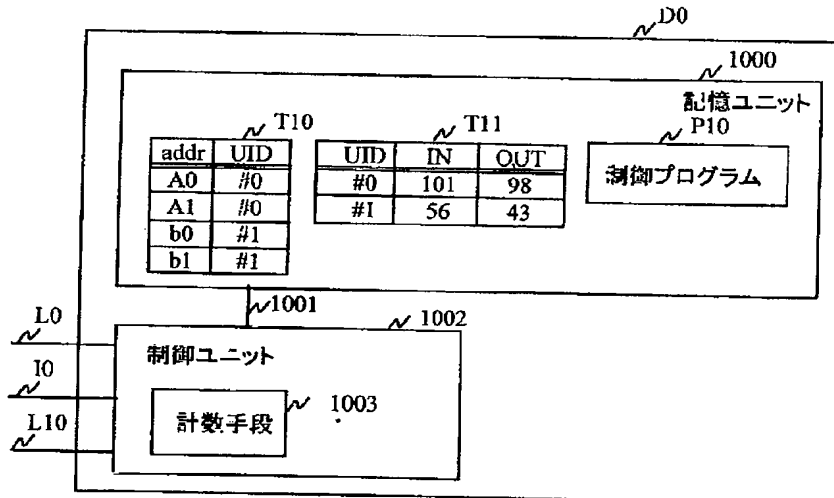 D0
1000
記憶ユニット
T10
T11
P10
addr UID
A0 #0
A1 #0
b0 #1
b1 #1
UID IN OUT
#0 101 98
#1 56 43
制御プログラム
1001
1002
L0
I0
L10
制御ユニット
計数手段
1003